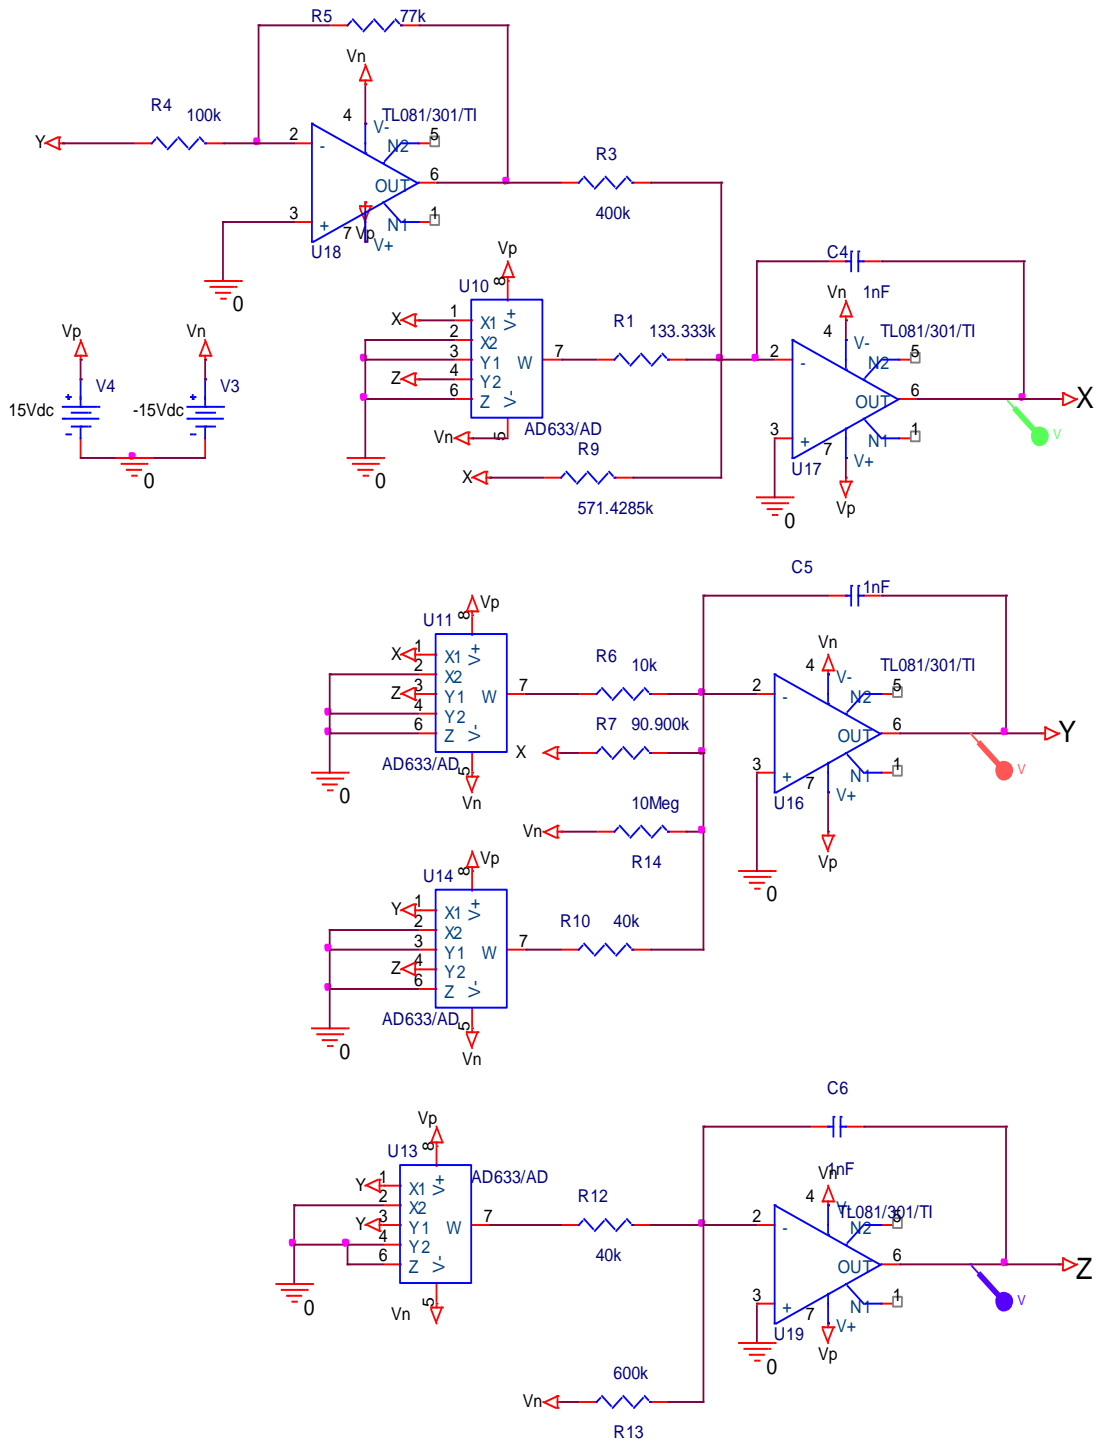 R5 77k
Vn
R4 100k
4 TL081/301/TI
V-
Y 2 - N2 5
OUT 6
R3
400k
3 + N1 1
7 Vp V+
U18
0
Vp
U10 8
X 1 X1 V+
2 X2
3 Y1 W 7
Z 4 Y2
6 Z V-
Vn 5 AD633/AD
R1 133.333k
R9
X
571.4285k
C4
1nF
Vn
4 TL081/301/TI
V-
2 - N2 5
OUT 6 X
V
3 + N1 1
7 V+
U17
Vp
0
0
Vp Vn
V4 V3
15Vdc -15Vdc
+ +
- -
0
C5
1nF
Vp
U11 8
X 1 X1 V+
2 X2
Z 3 Y1 W 7
4 Y2
6 Z V-
AD633/AD 5
Vn
0
R6 10k
R7 90.900k
X
10Meg
Vn
R14
Vn
4 TL081/301/TI
V-
2 - N2 5
OUT 6 Y
V
3 + N1 1
7 V+
U16
Vp
0
Vp
U14 8
Y 1 X1 V+
2 X2
3 Y1 W 7
Z 4 Y2
6 Z V-
AD633/AD 5
Vn
0
R10 40k
C6
1nF
Vp
U13 8 AD633/AD
Y 1 X1 V+
2 X2
Y 3 Y1 W 7
4 Y2
6 Z V-
Vn 5
0
R12
40k
Vn
4 TL081/301/TI
V-
2 - N2 5
OUT 6 Z
V
3 + N1 1
7 V+
U19
Vp
0
600k
Vn
R13